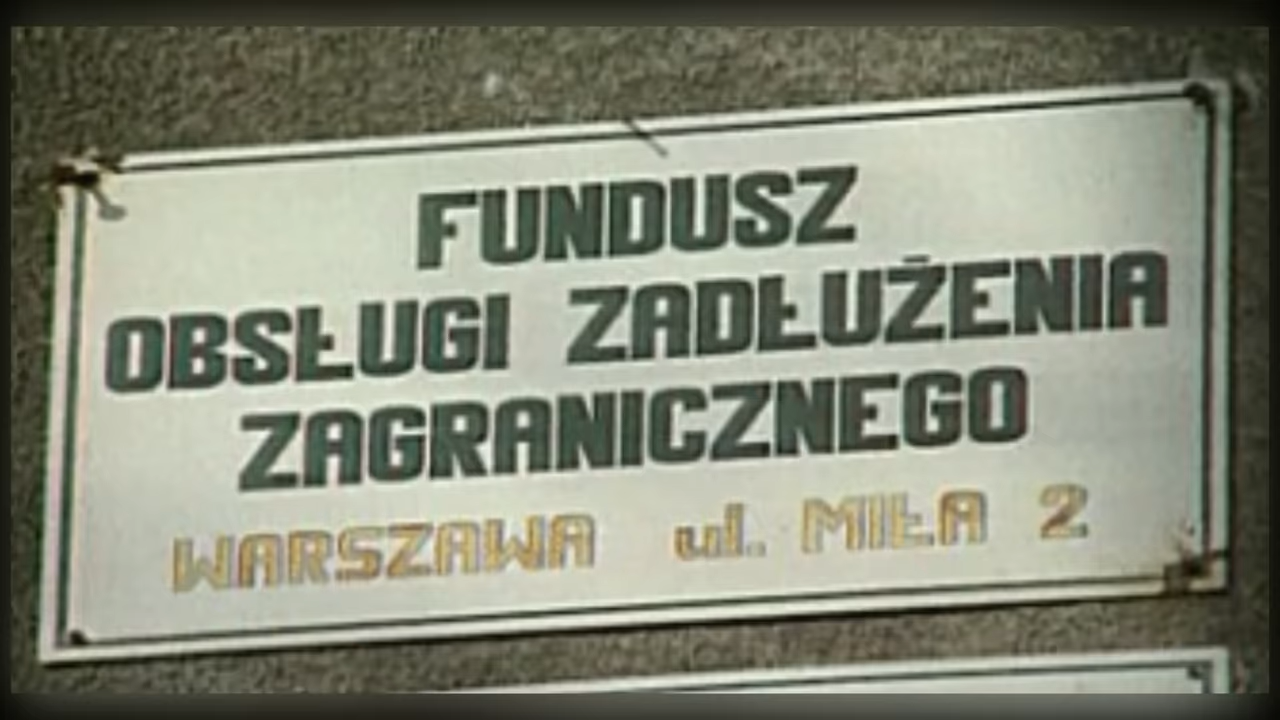 FUNDUSZ
OBSŁUGI ZADŁUŻENIA
ZAGRANICZNEGO
WARSZAWA ul. MIŁA 2